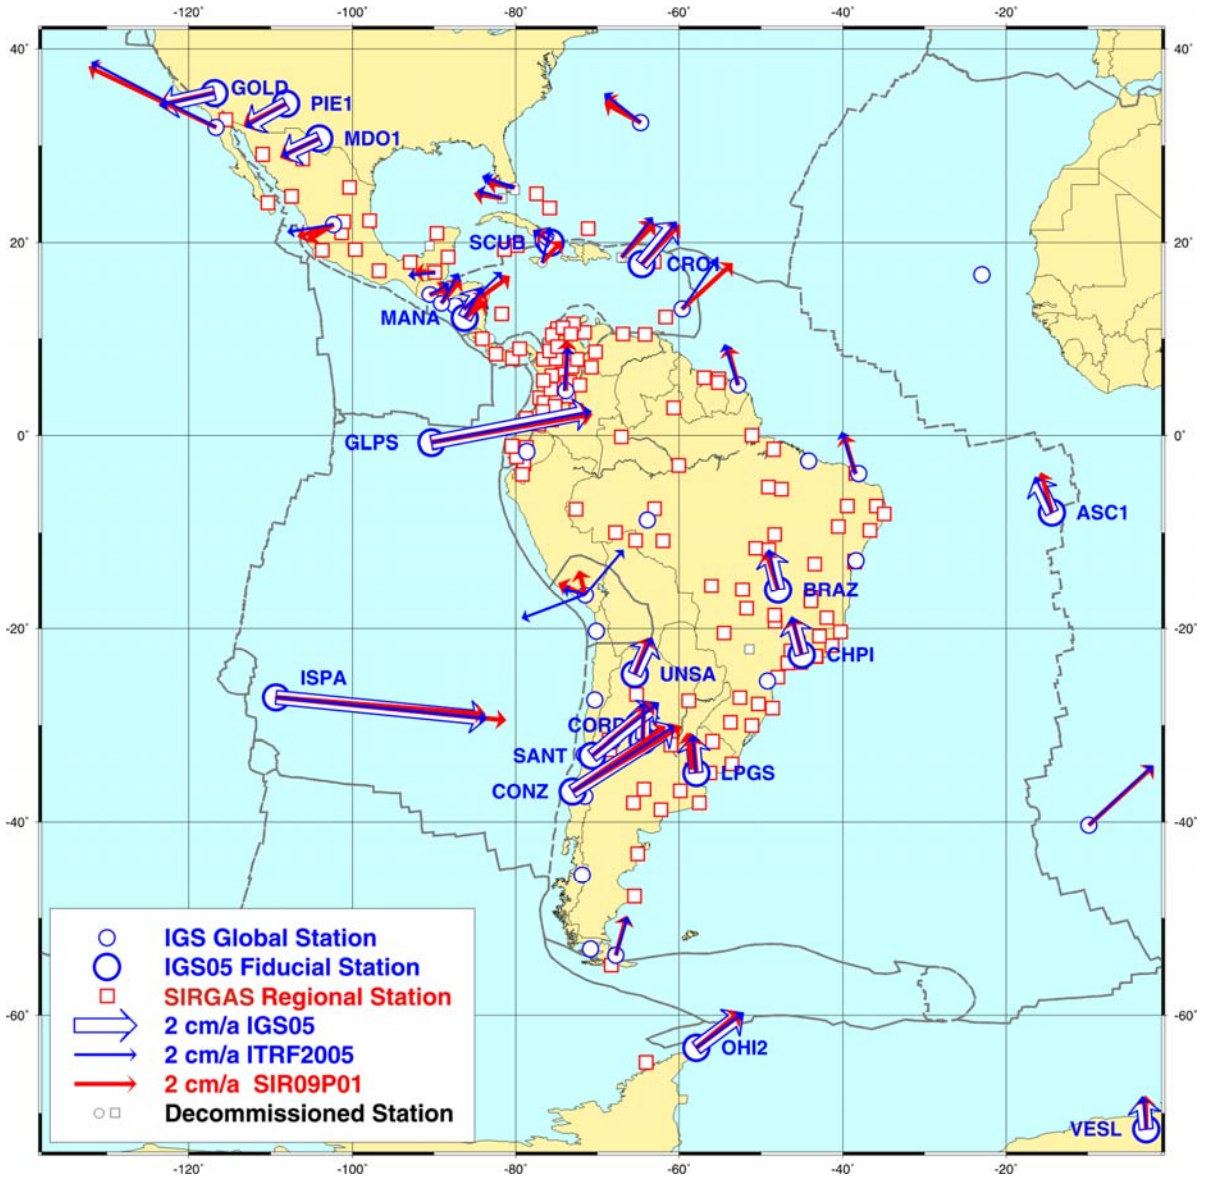 -120° -100° -80° -60° -40° -20°
40° 40°
GOLD
PIE1
MDO1
20° 20°
SCUB
CRO1
MANA
0° 0°
GLPS
ASC1
BRAZ
-20° -20°
CHPI
UNSA
ISPA
CORD
SANT
LPGS
CONZ
-40° -40°
IGS Global Station
IGS05 Fiducial Station
SIRGAS Regional Station
2 cm/a IGS05
2 cm/a ITRF2005
2 cm/a SIR09P01
Decommissioned Station
-60° -60°
OHI2
VESL
-120° -100° -80° -60° -40° -20°